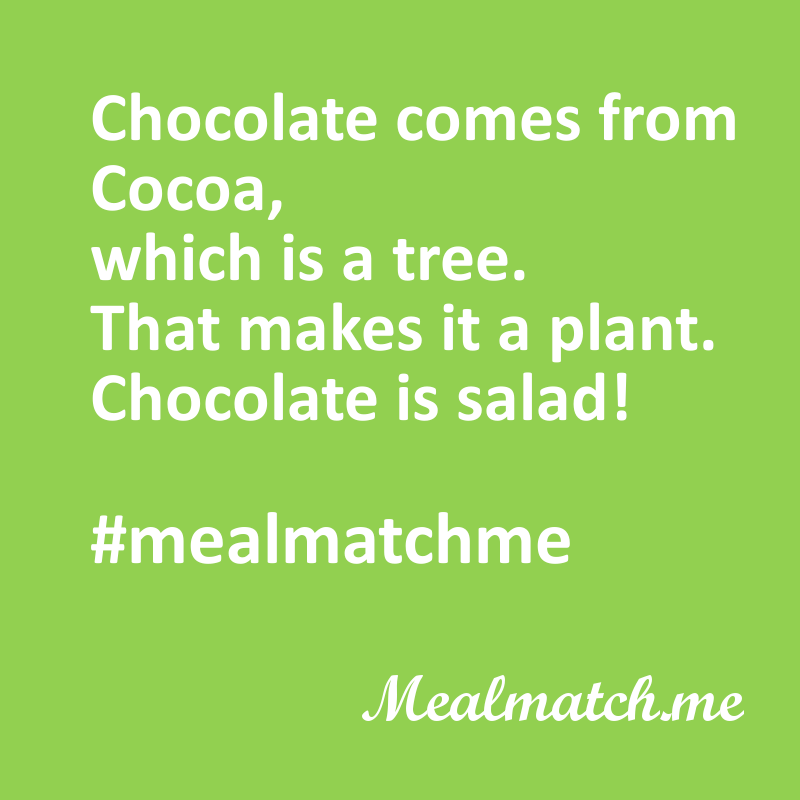 Chocolate comes from
Cocoa,
which is a tree.
That makes it a plant.
Chocolate is salad!
#mealmatchme
Mealmatch.me